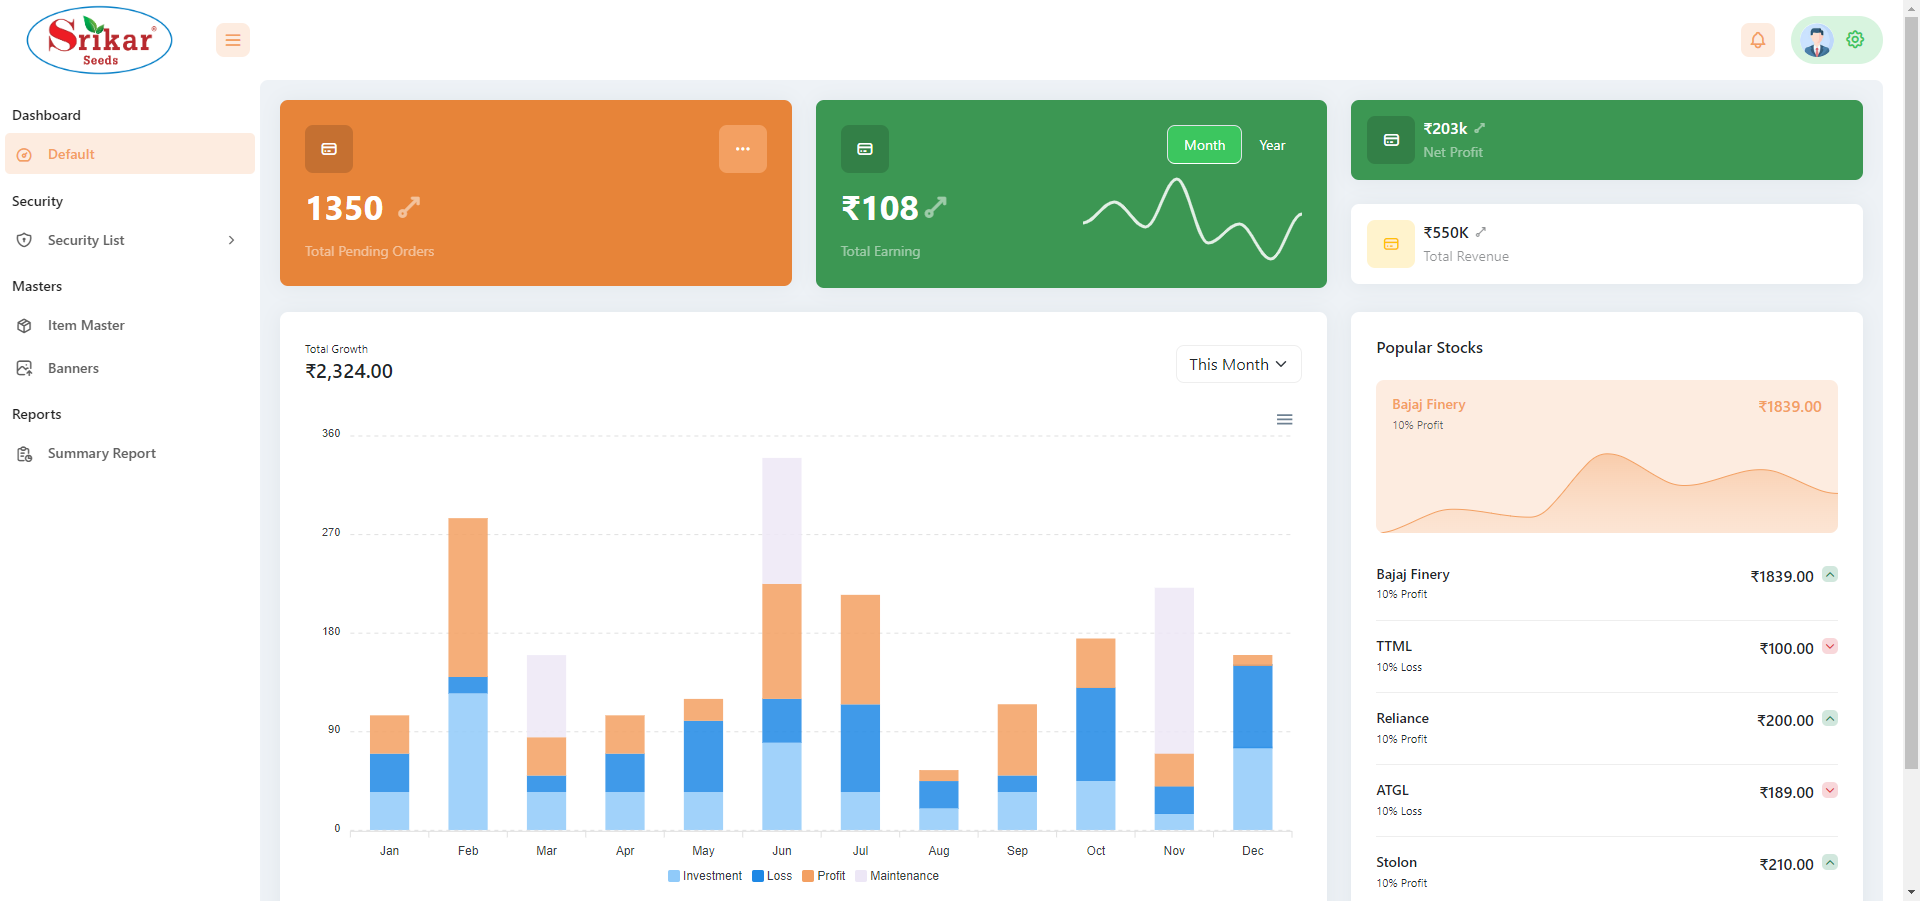 Srikar®
Seeds
Dashboard
Default
Security
Security List
Masters
Item Master
Banners
Reports
Summary Report
1350
Total Pending Orders
Month
Year
₹108
Total Earning
₹203k
Net Profit
₹550K
Total Revenue
Total Growth
₹2,324.00
This Month
360
270
180
90
0
Jan Feb Mar Apr May Jun Jul Aug Sep Oct Nov Dec
Investment Loss Profit Maintenance
Popular Stocks
Bajaj Finery ₹1839.00
10% Profit
Bajaj Finery ₹1839.00
10% Profit
TTML ₹100.00
10% Loss
Reliance ₹200.00
10% Profit
ATGL ₹189.00
10% Loss
Stolon ₹210.00
10% Profit